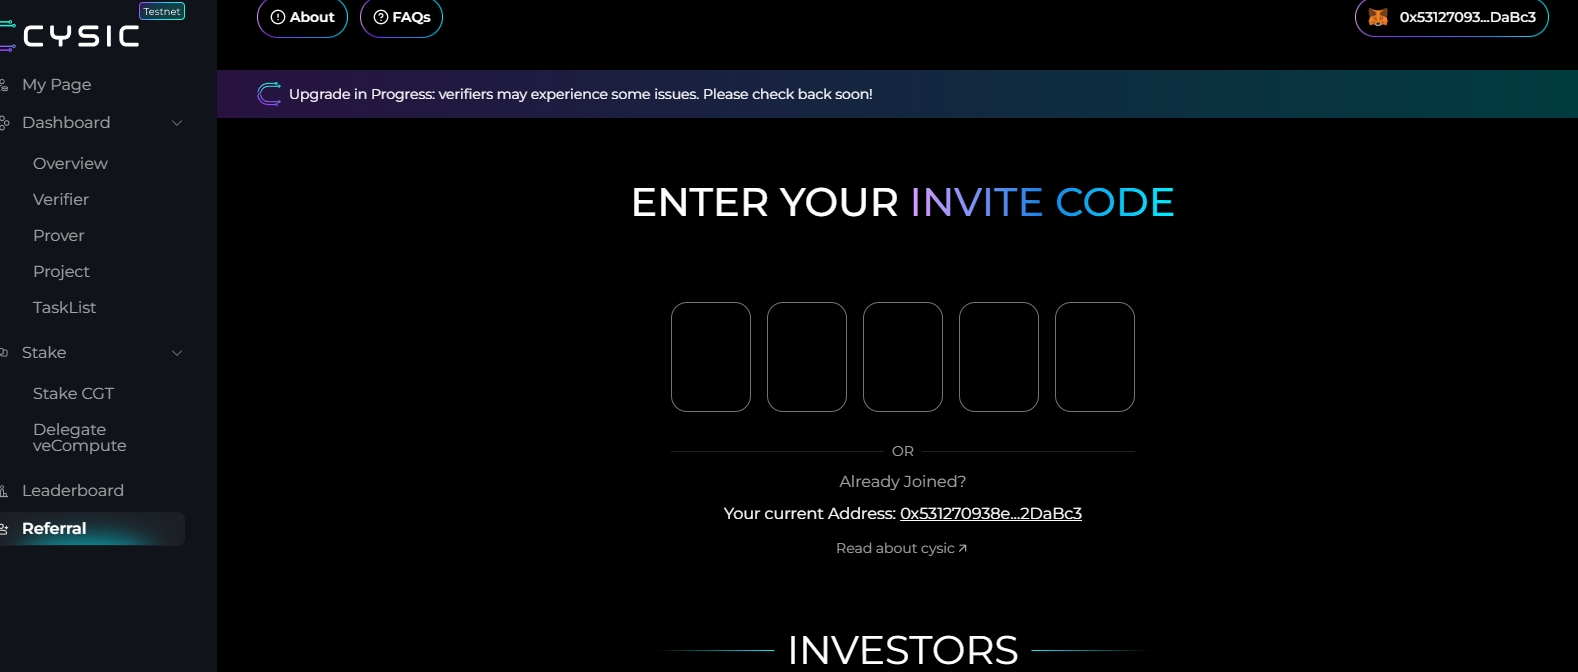 Testnet
CYSIC
About
FAQs
0x53127093...DaBc3
My Page
Dashboard
Overview
Verifier
Prover
Project
TaskList
Stake
Stake CGT
Delegate
veCompute
Leaderboard
Referral
Upgrade in Progress: verifiers may experience some issues. Please check back soon!
ENTER YOUR INVITE CODE
OR
Already Joined?
Your current Address: 0x531270938e...2DaBc3
Read about cysic
INVESTORS